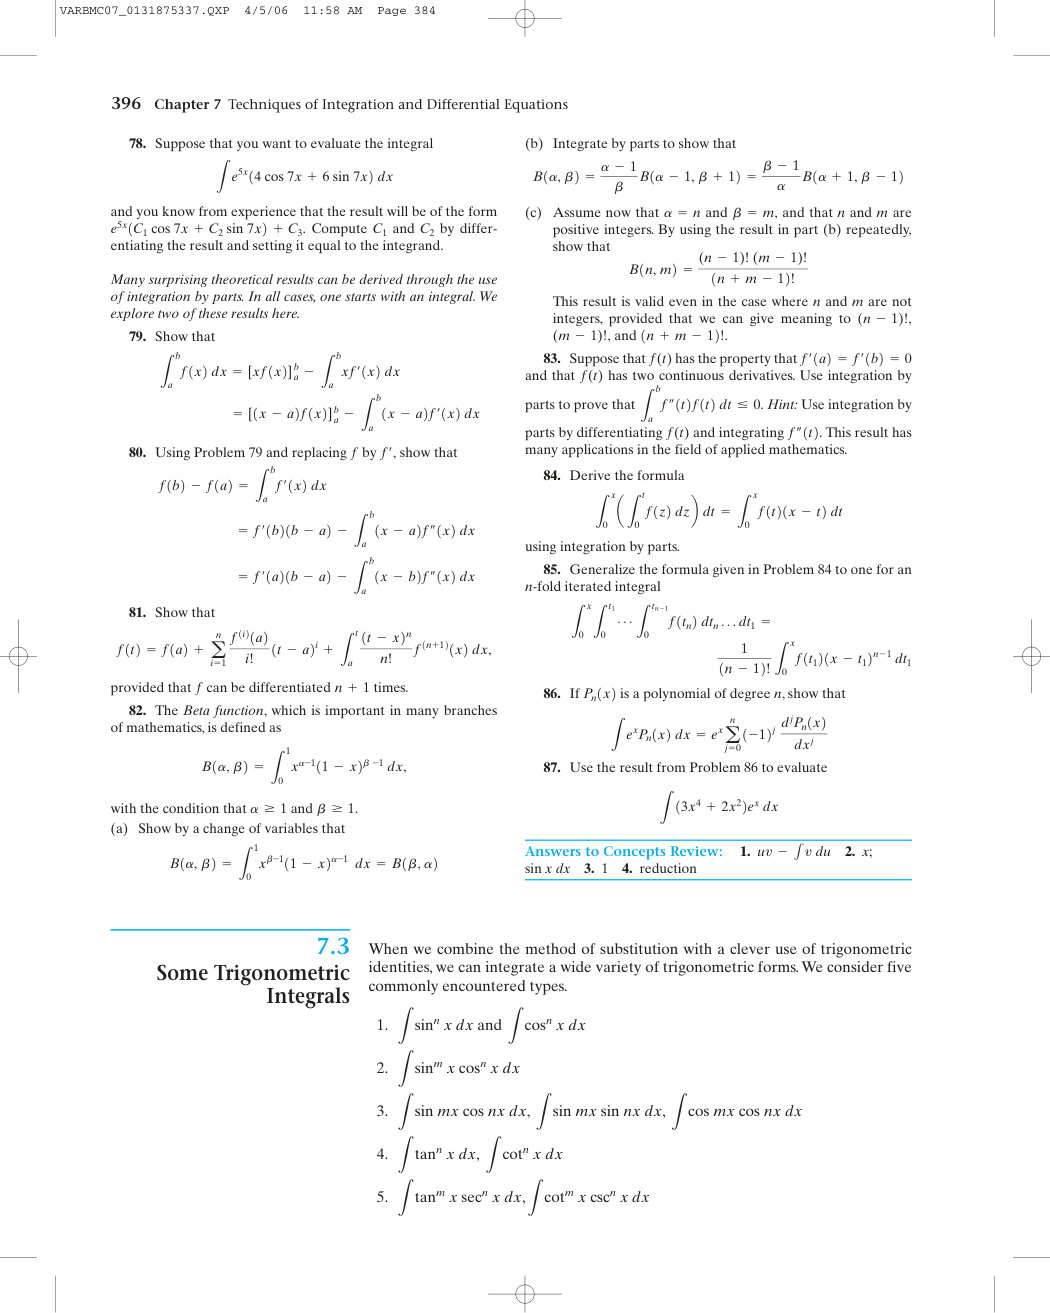 VARBMC07_0131875337.QXP 4/5/06 11:58 AM Page 384
396 Chapter 7 Techniques of Integration and Differential Equations
78. Suppose that you want to evaluate the integral
∫ e^{5x}(4 cos 7x + 6 sin 7x) dx
and you know from experience that the result will be of the form
e^{5x}(C_1 cos 7x + C_2 sin 7x) + C_3. Compute C_1 and C_2 by differ-
entiating the result and setting it equal to the integrand.
Many surprising theoretical results can be derived through the use
of integration by parts. In all cases, one starts with an integral. We
explore two of these results here.
79. Show that
∫_a^b f(x) dx = [xf(x)]_a^b − ∫_a^b xf′(x) dx
= [(x − a)f(x)]_a^b − ∫_a^b (x − a)f′(x) dx
80. Using Problem 79 and replacing f by f′, show that
f(b) − f(a) = ∫_a^b f′(x) dx
= f′(b)(b − a) − ∫_a^b (x − a)f″(x) dx
= f′(a)(b − a) − ∫_a^b (x − b)f″(x) dx
81. Show that
f(t) = f(a) + ∑_{i=1}^n \frac{f^{(i)}(a)}{i!}(t − a)^i + ∫_a^t \frac{(t − x)^n}{n!} f^{(n+1)}(x) dx,
provided that f can be differentiated n + 1 times.
82. The Beta function, which is important in many branches
of mathematics, is defined as
B(α, β) = ∫_0^1 x^{α−1}(1 − x)^{β−1} dx,
with the condition that α ≥ 1 and β ≥ 1.
(a) Show by a change of variables that
B(α, β) = ∫_0^1 x^{β−1}(1 − x)^{α−1} dx = B(β, α)
(b) Integrate by parts to show that
B(α, β) = \frac{α − 1}{β} B(α − 1, β + 1) = \frac{β − 1}{α} B(α + 1, β − 1)
(c) Assume now that α = n and β = m, and that n and m are
positive integers. By using the result in part (b) repeatedly,
show that
B(n, m) = \frac{(n − 1)! (m − 1)!}{(n + m − 1)!}
This result is valid even in the case where n and m are not
integers, provided that we can give meaning to (n − 1)!,
(m − 1)!, and (n + m − 1)!.
83. Suppose that f(t) has the property that f′(a) = f′(b) = 0
and that f(t) has two continuous derivatives. Use integration by
parts to prove that ∫_a^b f″(t)f(t) dt ≤ 0. Hint: Use integration by
parts by differentiating f(t) and integrating f″(t). This result has
many applications in the field of applied mathematics.
84. Derive the formula
∫_0^x (∫_0^t f(z) dz) dt = ∫_0^x f(t)(x − t) dt
using integration by parts.
85. Generalize the formula given in Problem 84 to one for an
n-fold iterated integral
∫_0^x ∫_0^{t_1} ⋯ ∫_0^{t_{n−1}} f(t_n) dt_n … dt_1 =
\frac{1}{(n − 1)!} ∫_0^x f(t_1)(x − t_1)^{n−1} dt_1
86. If P_n(x) is a polynomial of degree n, show that
∫ e^x P_n(x) dx = e^x ∑_{j=0}^n (−1)^j \frac{d^j P_n(x)}{dx^j}
87. Use the result from Problem 86 to evaluate
∫ (3x^4 + 2x^2)e^x dx
Answers to Concepts Review: 1. uv − ∫ v du 2. x;
sin x dx 3. 1 4. reduction
7.3
Some Trigonometric
Integrals
When we combine the method of substitution with a clever use of trigonometric
identities, we can integrate a wide variety of trigonometric forms. We consider five
commonly encountered types.
1. ∫ sin^n x dx and ∫ cos^n x dx
2. ∫ sin^m x cos^n x dx
3. ∫ sin mx cos nx dx, ∫ sin mx sin nx dx, ∫ cos mx cos nx dx
4. ∫ tan^n x dx, ∫ cot^n x dx
5. ∫ tan^m x sec^n x dx, ∫ cot^m x csc^n x dx